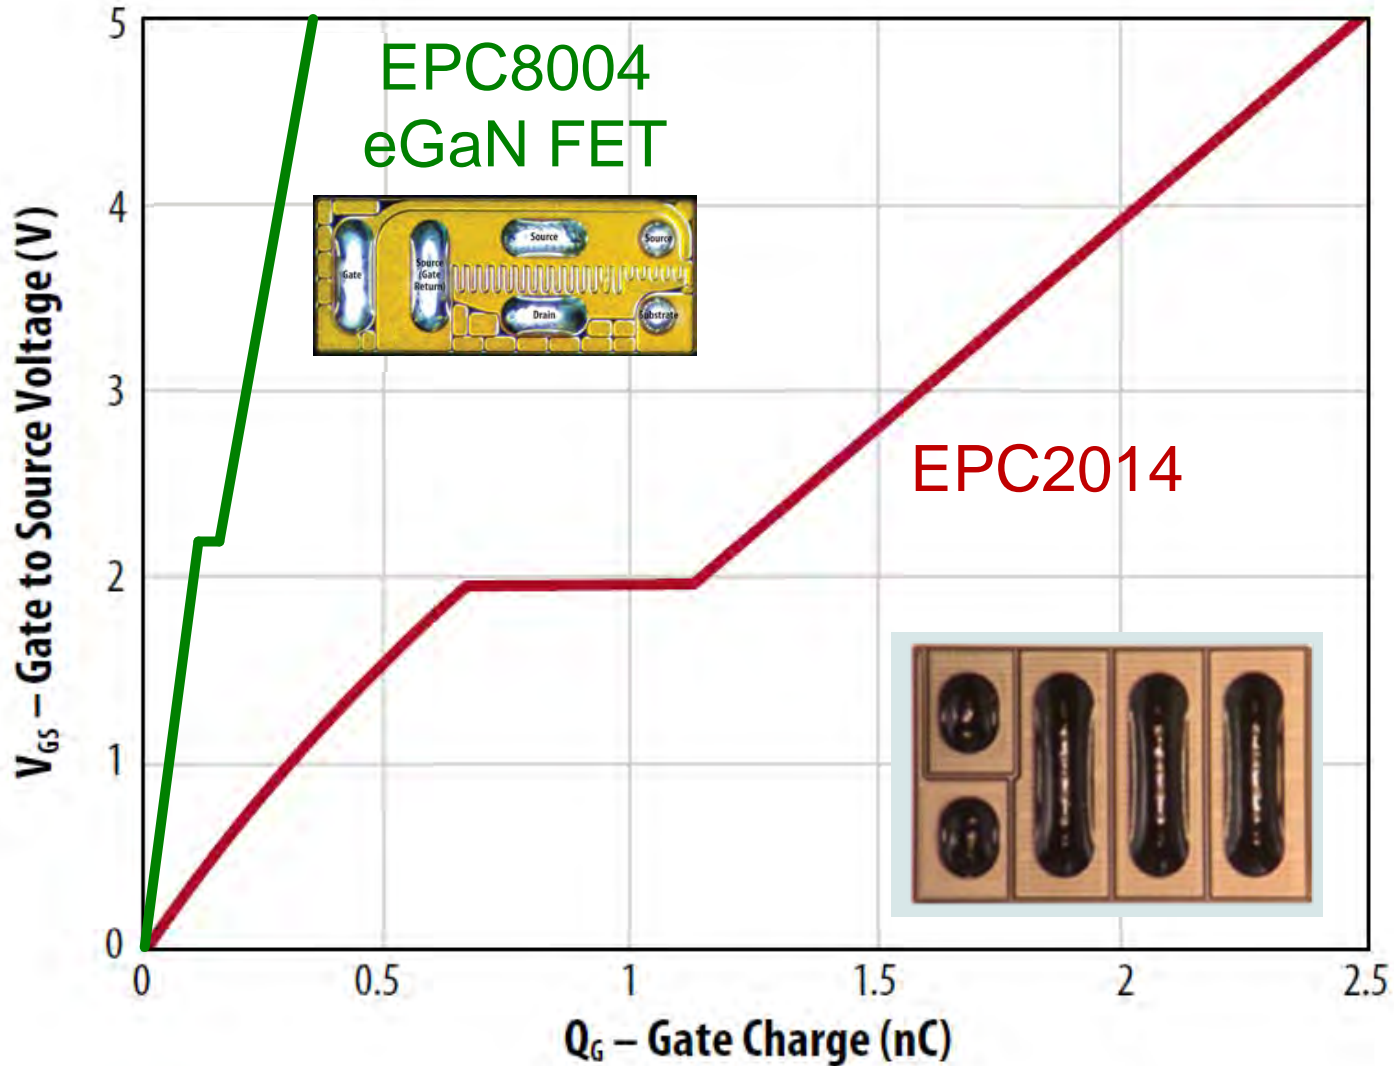 5
4
3
2
1
0
V_GS – Gate to Source Voltage (V)
EPC8004
eGaN FET
Gate
Source
(Gate
Return)
Source
Source
Drain
Substrate
EPC2014
0
0.5
1
1.5
2
2.5
Q_G – Gate Charge (nC)